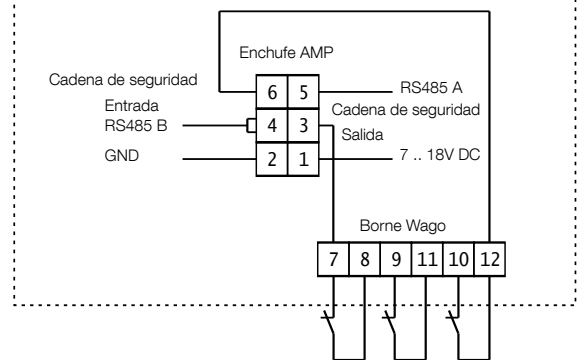 Enchufe AMP
Cadena de seguridad
Entrada
6 5
RS485 A
Cadena de seguridad
RS485 B
4 3
Salida
GND
2 1
7 .. 18V DC
Borne Wago
7 8 9 11 10 12